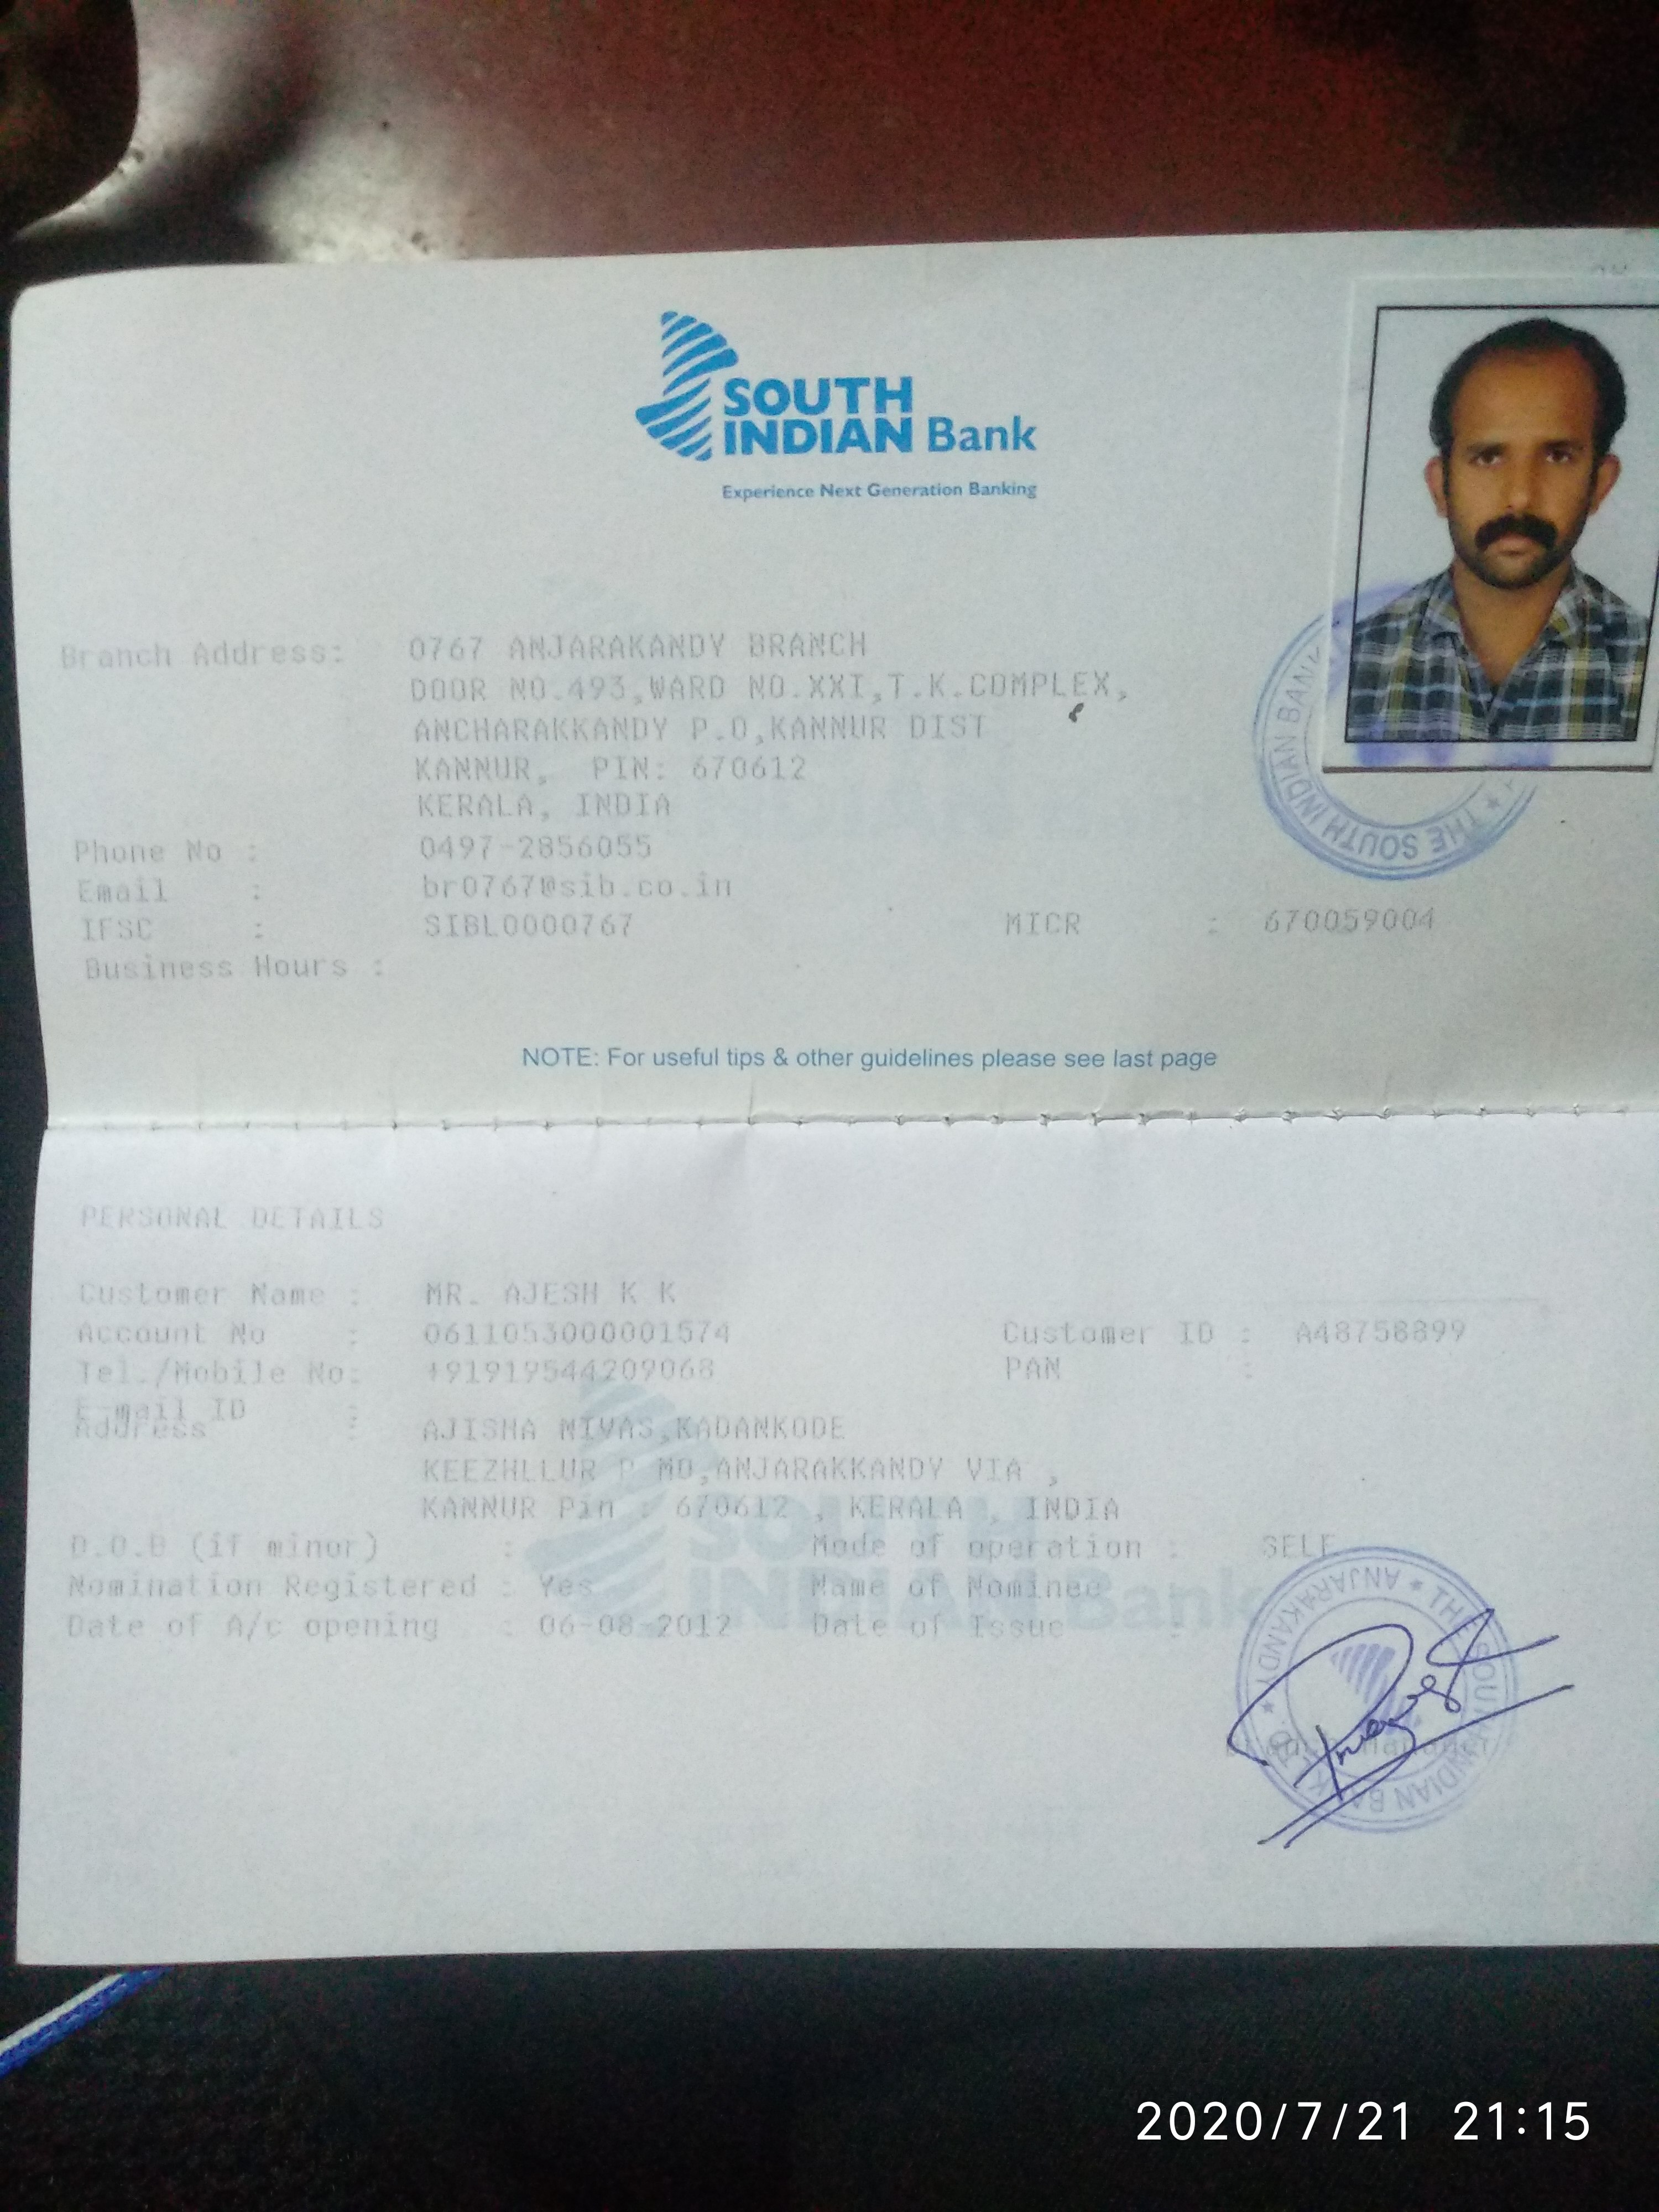 SOUTH
INDIAN Bank
Experience Next Generation Banking
Branch Address: 0767 ANJARAKANDY BRANCH
DOOR NO.493,WARD NO.XXI,T.K.COMPLEX,
ANCHARAKKANDY P.O,KANNUR DIST
KANNUR, PIN: 670612
KERALA, INDIA
Phone No : 0497-2856055
Email : br0767@sib.co.in
IFSC : SIBL0000767 MICR : 670059004
Business Hours :
THE SOUTH INDIAN BANK
NOTE: For useful tips & other guidelines please see last page
PERSONAL DETAILS
Customer Name : MR. AJESH K K
Account No : 0611053000001574 Customer ID : A48758899
Tel./Mobile No: +919195442​09068 PAN :
E-mail ID :
Address : AJISHA NIVAS,KADANKODE
KEEZHLLUR P MO,ANJARAKKANDY VIA ,
KANNUR Pin : 670612 , KERALA , INDIA
D.O.B (if minor) : Mode of operation : SELF
Nomination Registered : Yes Name of Nominee
Date of A/c opening : 06-08-2012 Date of Issue :
SOUTH
INDIAN Bank
ANJARAKANDY * THE SOUTH INDIAN BANK LTD *
2020/7/21 21:15